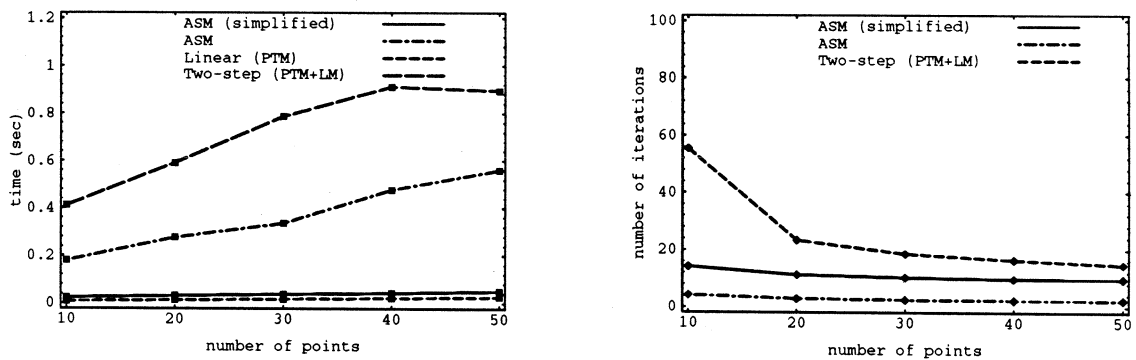 1.2
1
0.8
0.6
0.4
0.2
0
time (sec)
ASM (simplified)
ASM
Linear (PTM)
Two-step (PTM+LM)
10 20 30 40 50
number of points
100
80
60
40
20
0
number of iterations
ASM (simplified)
ASM
Two-step (PTM+LM)
10 20 30 40 50
number of points